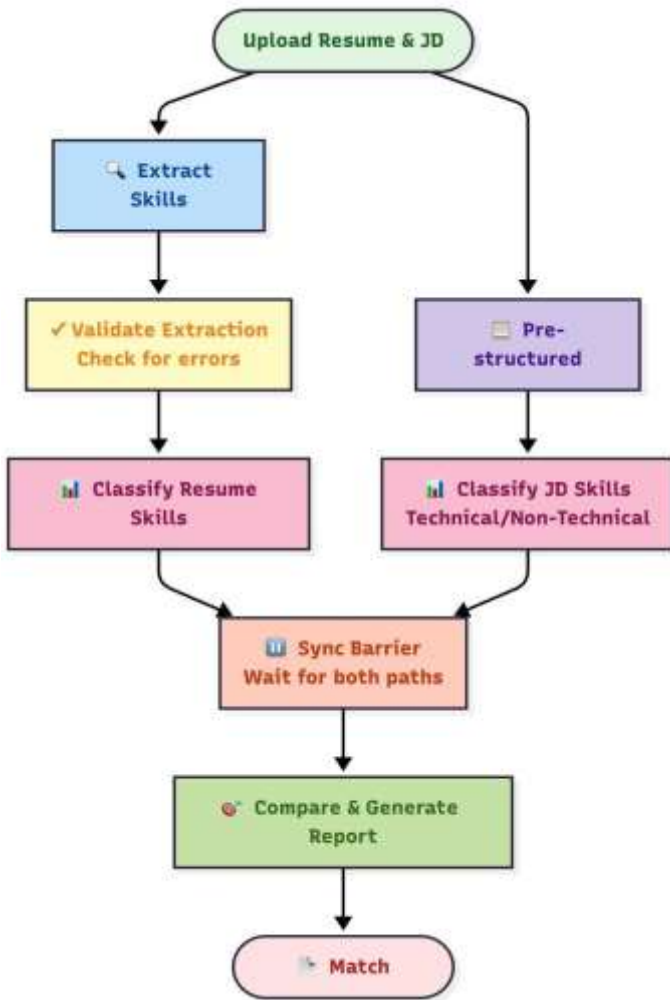 Upload Resume & JD
Extract
Skills
Validate Extraction
Check for errors
Pre-
structured
Classify Resume
Skills
Classify JD Skills
Technical/Non-Technical
Sync Barrier
Wait for both paths
Compare & Generate
Report
Match